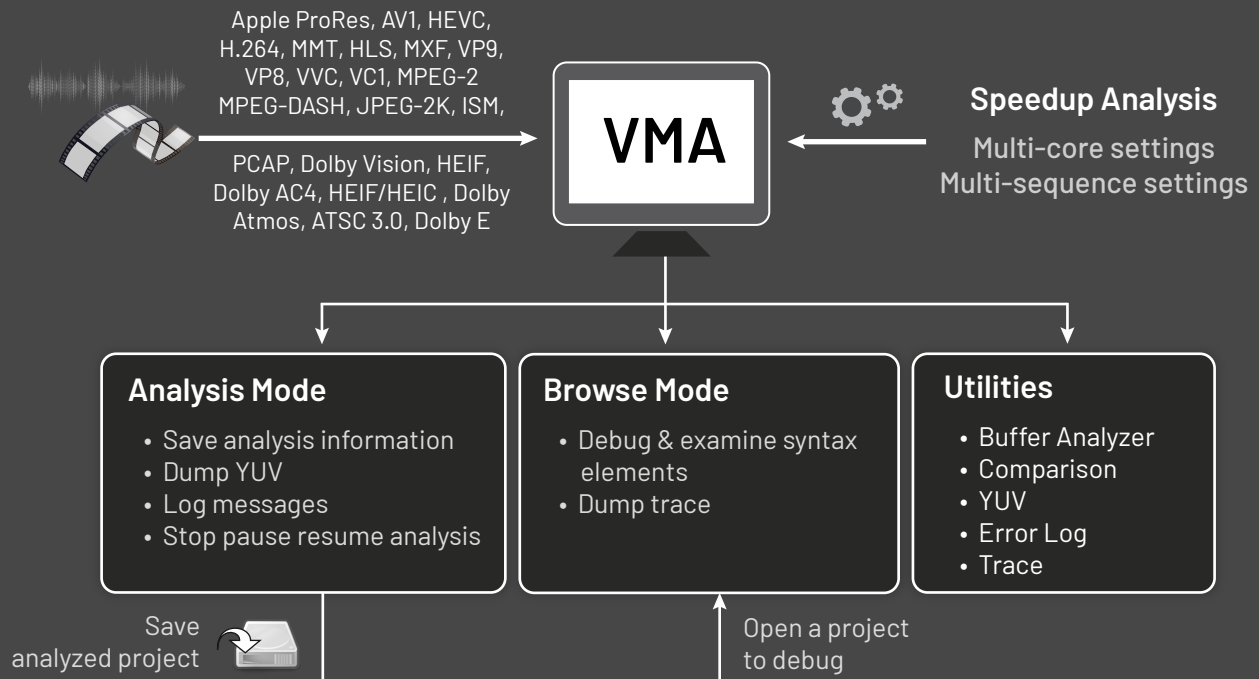 Apple ProRes, AV1, HEVC,
H.264, MMT, HLS, MXF, VP9,
VP8, VVC, VC1, MPEG-2
MPEG-DASH, JPEG-2K, ISM,
PCAP, Dolby Vision, HEIF,
Dolby AC4, HEIF/HEIC , Dolby
Atmos, ATSC 3.0, Dolby E
VMA
Speedup Analysis
Multi-core settings
Multi-sequence settings
Analysis Mode
• Save analysis information
• Dump YUV
• Log messages
• Stop pause resume analysis
Browse Mode
• Debug & examine syntax
elements
• Dump trace
Utilities
• Buffer Analyzer
• Comparison
• YUV
• Error Log
• Trace
Save
analyzed project
Open a project
to debug